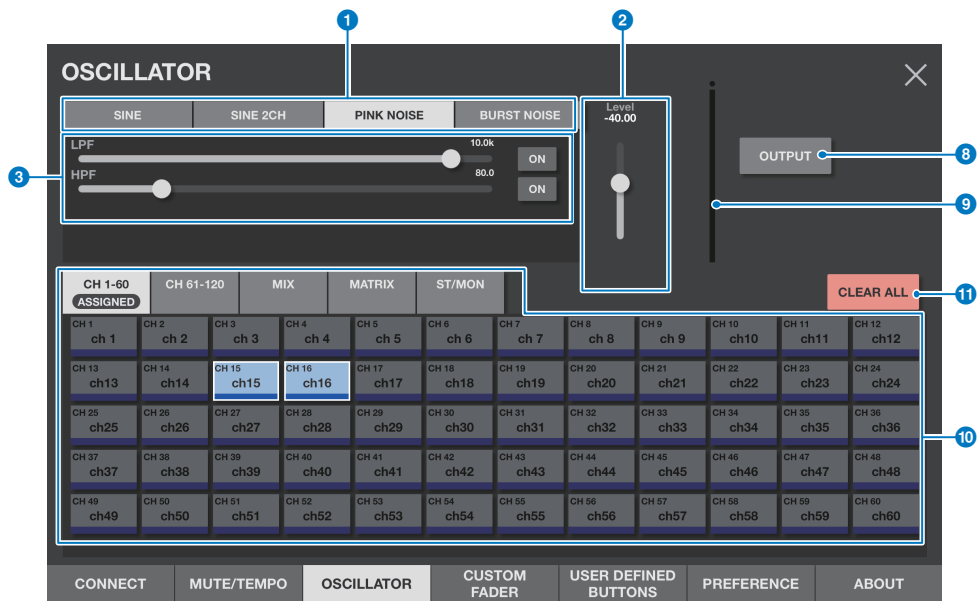 1
2
OSCILLATOR
SINE
SINE 2CH
PINK NOISE
BURST NOISE
Level
-40.00
LPF
10.0k
ON
HPF
80.0
ON
3
OUTPUT
8
9
CH 1-60
ASSIGNED
CH 61-120
MIX
MATRIX
ST/MON
CLEAR ALL
11
CH 1 CH 2 CH 3 CH 4 CH 5 CH 6 CH 7 CH 8 CH 9 CH 10 CH 11 CH 12
ch 1 ch 2 ch 3 ch 4 ch 5 ch 6 ch 7 ch 8 ch 9 ch10 ch11 ch12
CH 13 CH 14 CH 15 CH 16 CH 17 CH 18 CH 19 CH 20 CH 21 CH 22 CH 23 CH 24
ch13 ch14 ch15 ch16 ch17 ch18 ch19 ch20 ch21 ch22 ch23 ch24
CH 25 CH 26 CH 27 CH 28 CH 29 CH 30 CH 31 CH 32 CH 33 CH 34 CH 35 CH 36
ch25 ch26 ch27 ch28 ch29 ch30 ch31 ch32 ch33 ch34 ch35 ch36
10
CH 37 CH 38 CH 39 CH 40 CH 41 CH 42 CH 43 CH 44 CH 45 CH 46 CH 47 CH 48
ch37 ch38 ch39 ch40 ch41 ch42 ch43 ch44 ch45 ch46 ch47 ch48
CH 49 CH 50 CH 51 CH 52 CH 53 CH 54 CH 55 CH 56 CH 57 CH 58 CH 59 CH 60
ch49 ch50 ch51 ch52 ch53 ch54 ch55 ch56 ch57 ch58 ch59 ch60
CONNECT
MUTE/TEMPO
OSCILLATOR
CUSTOM
FADER
USER DEFINED
BUTTONS
PREFERENCE
ABOUT